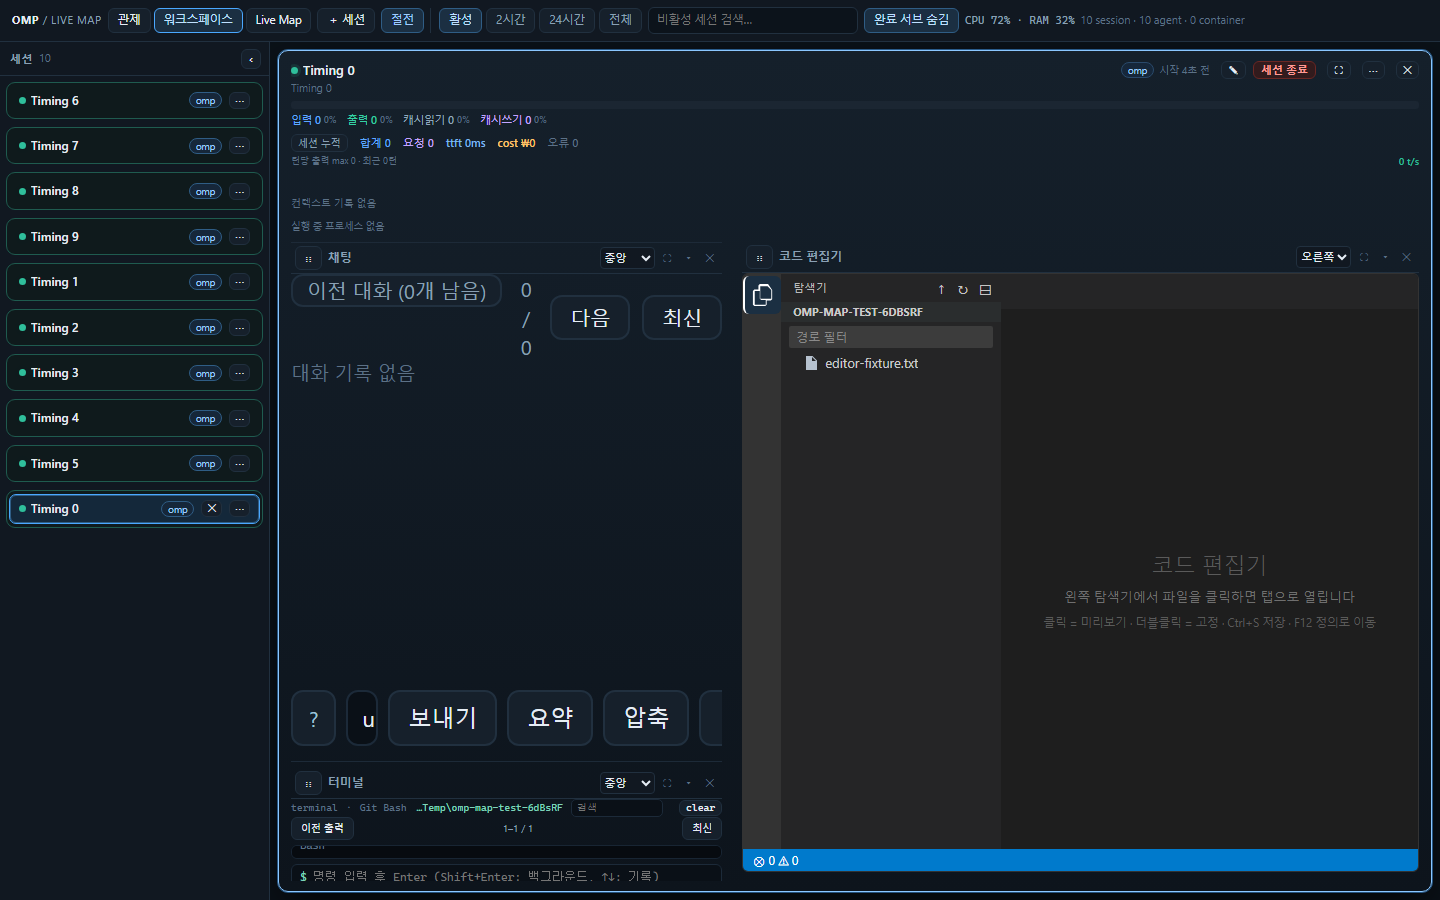 OMP / LIVE MAP 관제 워크스페이스 Live Map + 세션 절전 활성 2시간 24시간 전체 비활성 세션 검색... 완료 서브 숨김 CPU 72% · RAM 32% 10 session · 10 agent · 0 container
세션 10 ‹
Timing 6 omp ...
Timing 7 omp ...
Timing 8 omp ...
Timing 9 omp ...
Timing 1 omp ...
Timing 2 omp ...
Timing 3 omp ...
Timing 4 omp ...
Timing 5 omp ...
Timing 0 omp ✕ ...
Timing 0 omp 시작 4초 전 세션 종료 ...
Timing 0
입력 0 0% 출력 0 0% 캐시읽기 0 0% 캐시쓰기 0 0%
세션 누적 합계 0 요청 0 ttft 0ms cost ₩0 오류 0
턴당 출력 max 0 · 최근 0턴 0 t/s
컨텍스트 기록 없음
실행 중 프로세스 없음
채팅 중앙
이전 대화 (0개 남음) 0 / 0 다음 최신
대화 기록 없음
? u 보내기 요약 압축
터미널 중앙
terminal · Git Bash …Temp\omp-map-test-6dBsRF 검색 clear
이전 출력 1–1 / 1 최신
Bash
$ 명령 입력 후 Enter (Shift+Enter: 백그라운드, ↑↓: 기록)
코드 편집기 오른쪽
탐색기 ↑ ↻
OMP-MAP-TEST-6DBSRF
경로 필터
editor-fixture.txt
코드 편집기
왼쪽 탐색기에서 파일을 클릭하면 탭으로 열립니다
클릭 = 미리보기 · 더블클릭 = 고정 · Ctrl+S 저장 · F12 정의로 이동
0 0